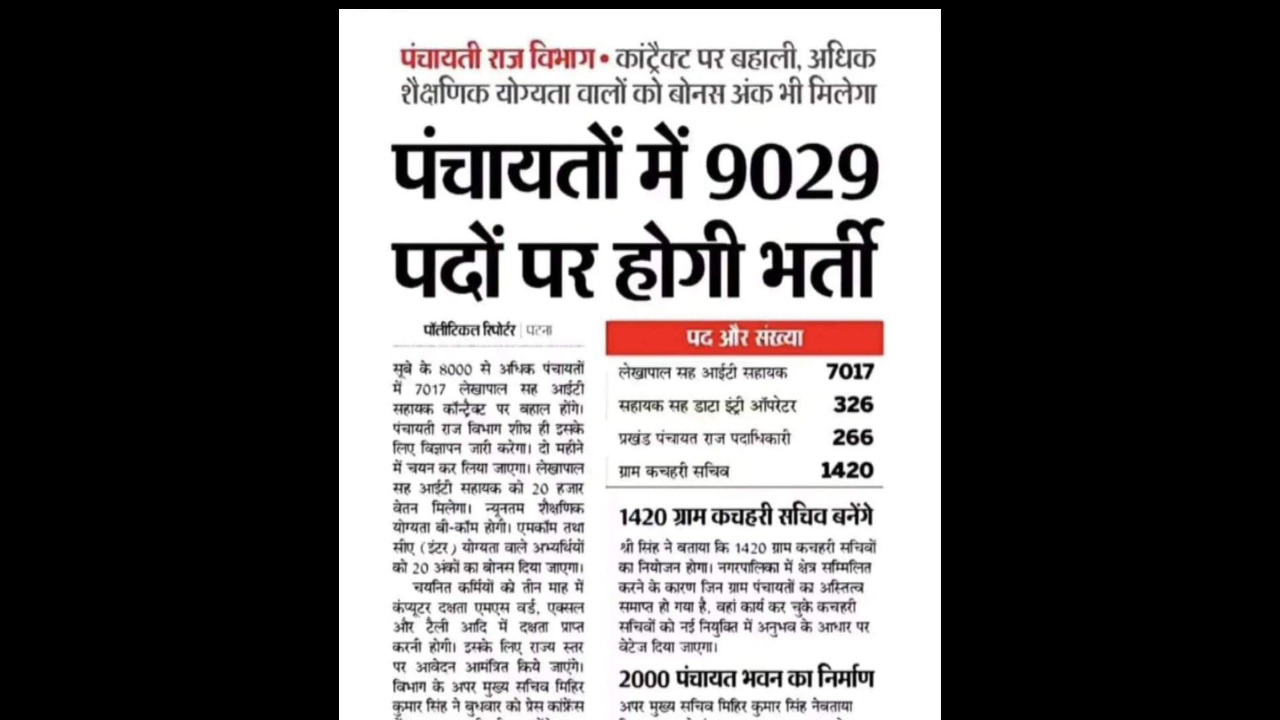 पंचायती राज विभाग • कांट्रैक्ट पर बहाली, अधिक
शैक्षणिक योग्यता वालों को बोनस अंक भी मिलेगा
पंचायतों में 9029
पदों पर होगी भर्ती
पॉलीटिकल रिपोर्टर | पटना
सूबे के 8000 से अधिक पंचायतों
में 7017 लेखापाल सह आईटी
सहायक कॉन्ट्रैक्ट पर बहाल होंगे।
पंचायती राज विभाग शीघ्र ही इसके
लिए विज्ञापन जारी करेगा। दो महीने
में चयन कर लिया जाएगा। लेखापाल
सह आईटी सहायक को 20 हजार
वेतन मिलेगा। न्यूनतम शैक्षणिक
योग्यता बी-कॉम होगी। एमकॉम तथा
सीए (इंटर) योग्यता वाले अभ्यर्थियों
को 20 अंकों का बोनस दिया जाएगा।
चयनित कर्मियों को तीन माह में
कंप्यूटर दक्षता एमएस वर्ड, एक्सल
और टैली आदि में दक्षता प्राप्त
करनी होगी। इसके लिए राज्य स्तर
पर आवेदन आमंत्रित किये जाएंगे।
विभाग के अपर मुख्य सचिव मिहिर
कुमार सिंह ने बुधवार को प्रेस कांफ्रेंस
पद और संख्या
लेखापाल सह आईटी सहायक 7017
सहायक सह डाटा इंट्री ऑपरेटर 326
प्रखंड पंचायत राज पदाधिकारी 266
ग्राम कचहरी सचिव 1420
1420 ग्राम कचहरी सचिव बनेंगे
श्री सिंह ने बताया कि 1420 ग्राम कचहरी सचिवों
का नियोजन होगा। नगरपालिका में क्षेत्र सम्मिलित
करने के कारण जिन ग्राम पंचायतों का अस्तित्व
समाप्त हो गया है, वहां कार्य कर चुके कचहरी
सचिवों को नई नियुक्ति में अनुभव के आधार पर
वेटेज दिया जाएगा।
2000 पंचायत भवन का निर्माण
अपर मुख्य सचिव मिहिर कुमार सिंह नेबताया